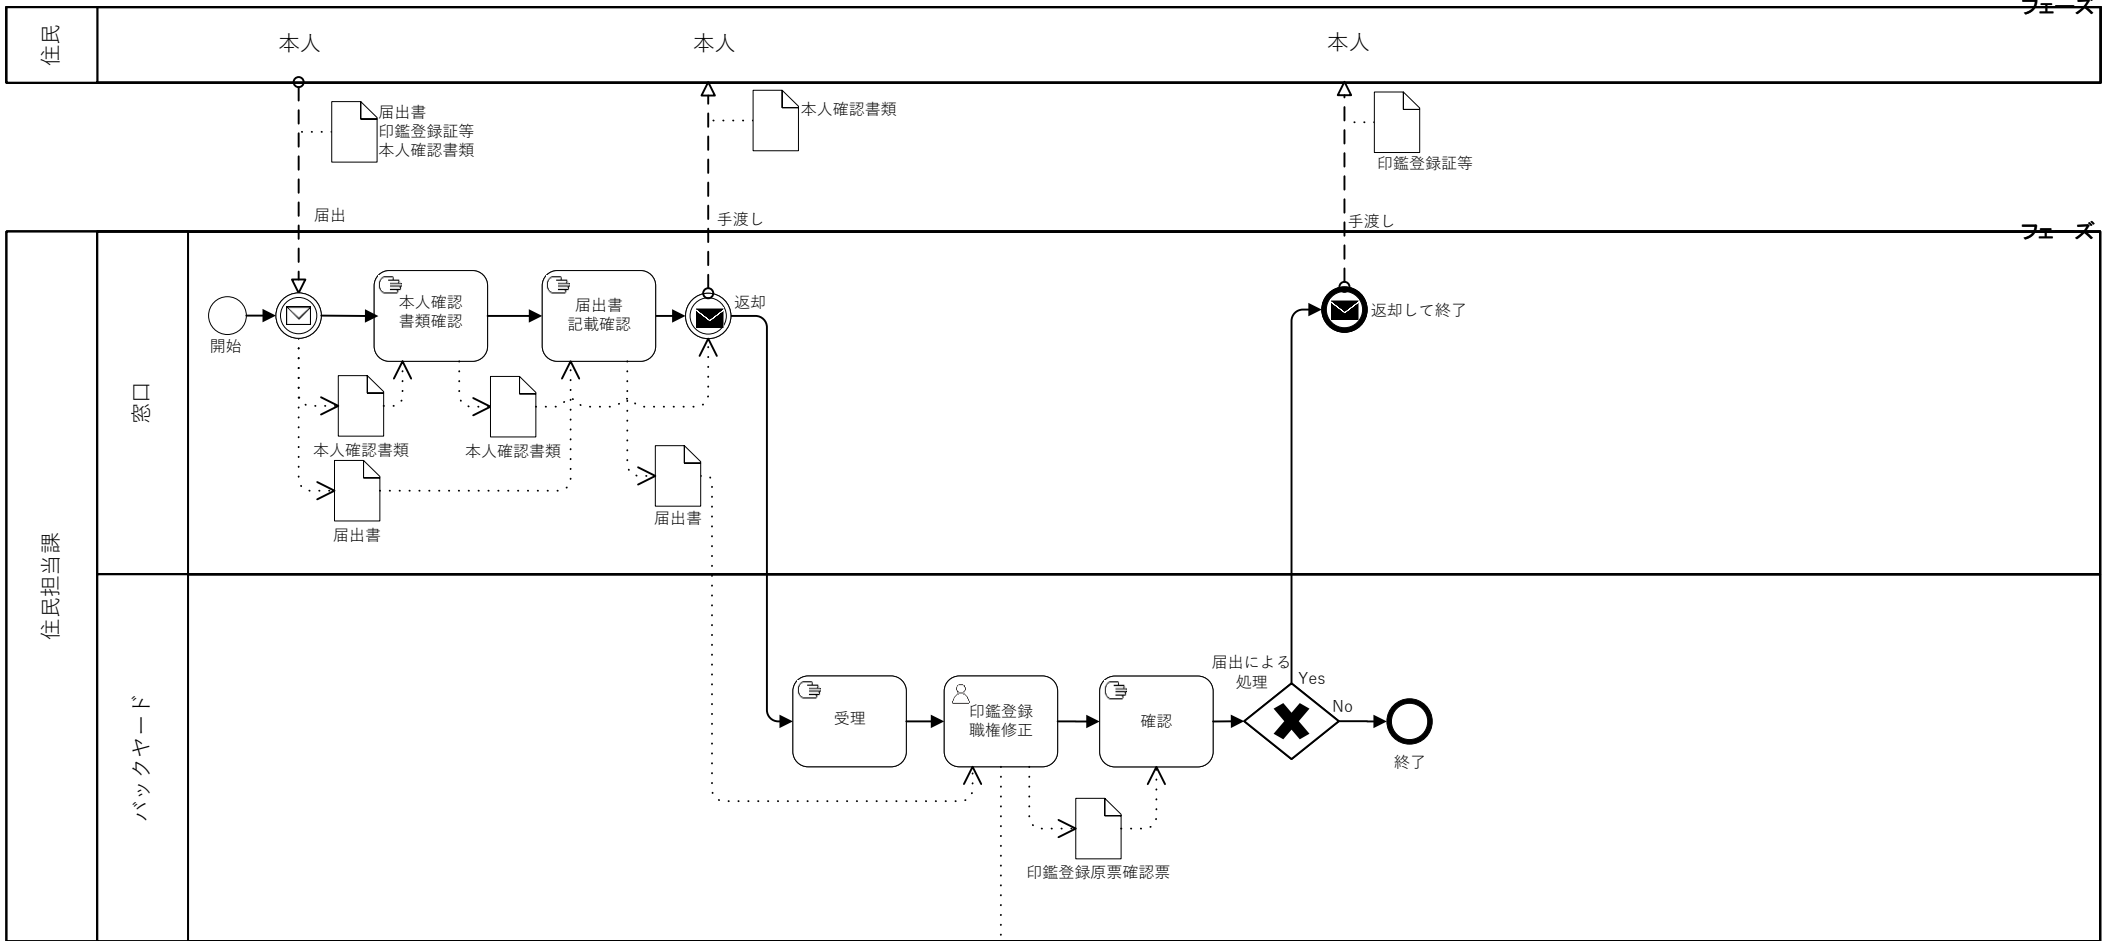 フェーズ
住民
本人
本人
本人
届出書
印鑑登録証等
本人確認書類
本人確認書類
印鑑登録証等
届出
手渡し
手渡し
フェーズ
住民担当課
窓口
開始
本人確認
書類確認
届出書
記載確認
返却
返却して終了
本人確認書類
本人確認書類
届出書
届出書
バックヤード
受理
印鑑登録
職権修正
確認
届出による
処理
Yes
No
終了
印鑑登録原票確認票